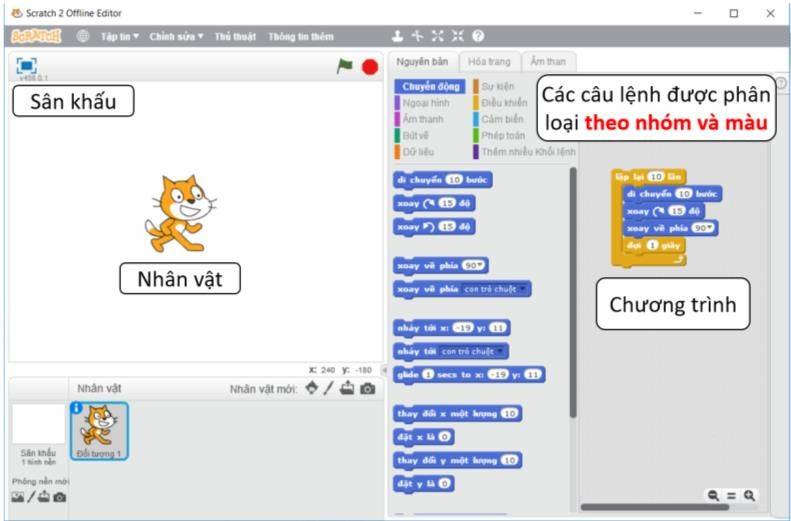 Scratch 2 Offline Editor
SCRATCH Tập tin Chỉnh sửa Thủ thuật Thông tin thêm
v456.0.1
Sân khấu
Nhân vật
X: 240 y: -180
Nhân vật Nhân vật mới:
Sân khấu
1 hình nền
Đối tượng 1
Phông nền mới
Nguyên bản Hóa trang Âm than
Chuyển động Sự kiện
Ngoại hình Điều khiển
Âm thanh Cảm biến
Bút vẽ Phép toán
Dữ liệu Thêm nhiều Khối lệnh
di chuyển 10 bước
xoay 15 độ
xoay 15 độ
xoay về phía 90
xoay về phía con trỏ chuột
nhảy tới x: -19 y: 11
nhảy tới con trỏ chuột
glide 1 secs to x: -19 y: 11
thay đổi x một lượng 10
đặt x là 0
thay đổi y một lượng 10
đặt y là 0
Các câu lệnh được phân
loại theo nhóm và màu
lặp lại 10 lần
di chuyển 10 bước
xoay 15 độ
xoay về phía 90
đợi 1 giây
Chương trình